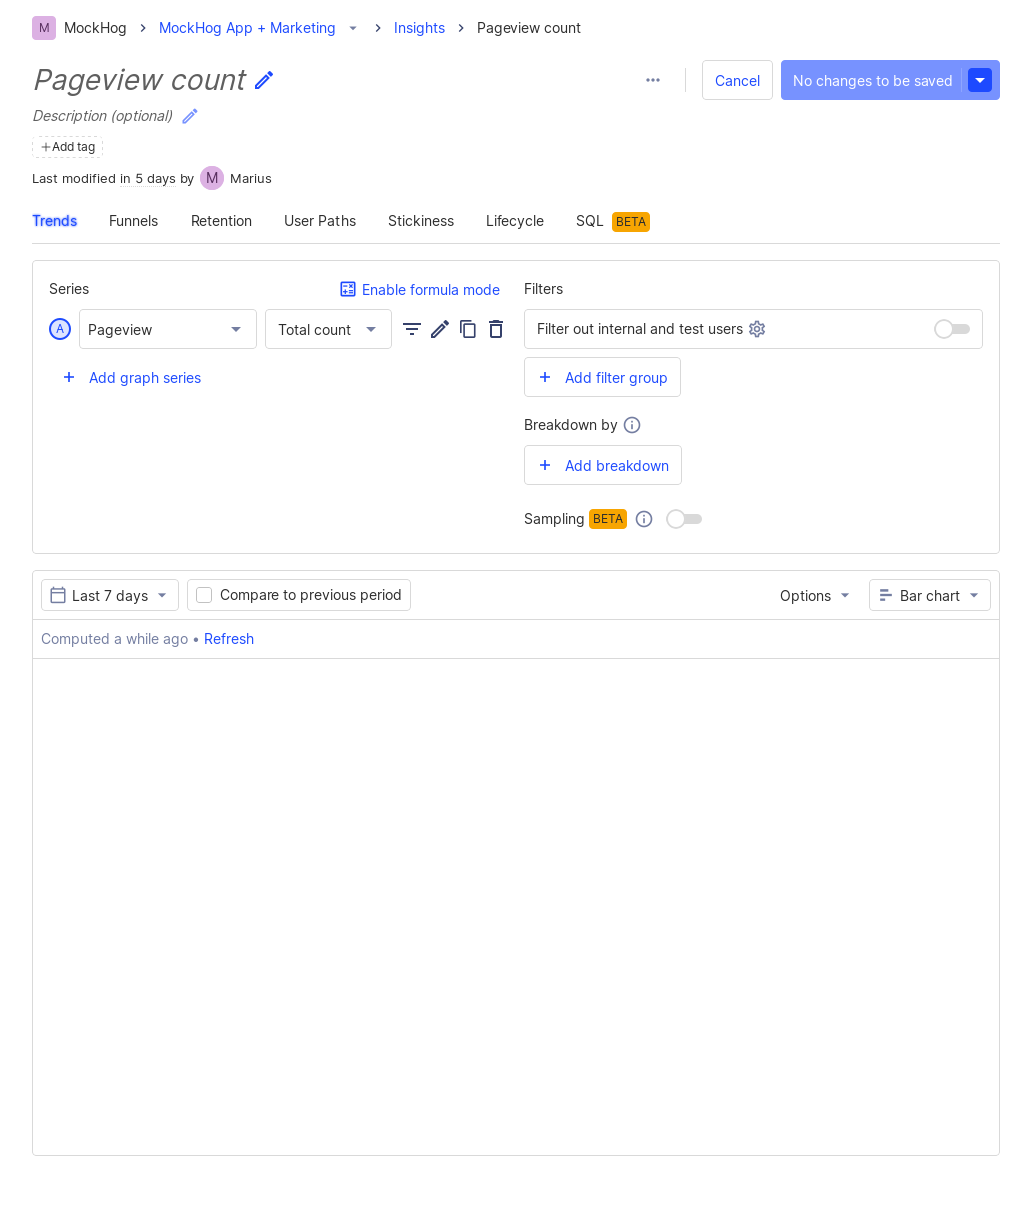 M MockHog MockHog App + Marketing Insights Pageview count
Pageview count
Cancel No changes to be saved
Description (optional)
Add tag
Last modified in 5 days by M Marius
Trends Funnels Retention User Paths Stickiness Lifecycle SQL BETA
Series Enable formula mode
A Pageview Total count
+ Add graph series
Filters
Filter out internal and test users
+ Add filter group
Breakdown by
+ Add breakdown
Sampling BETA
Last 7 days Compare to previous period Options Bar chart
Computed a while ago • Refresh